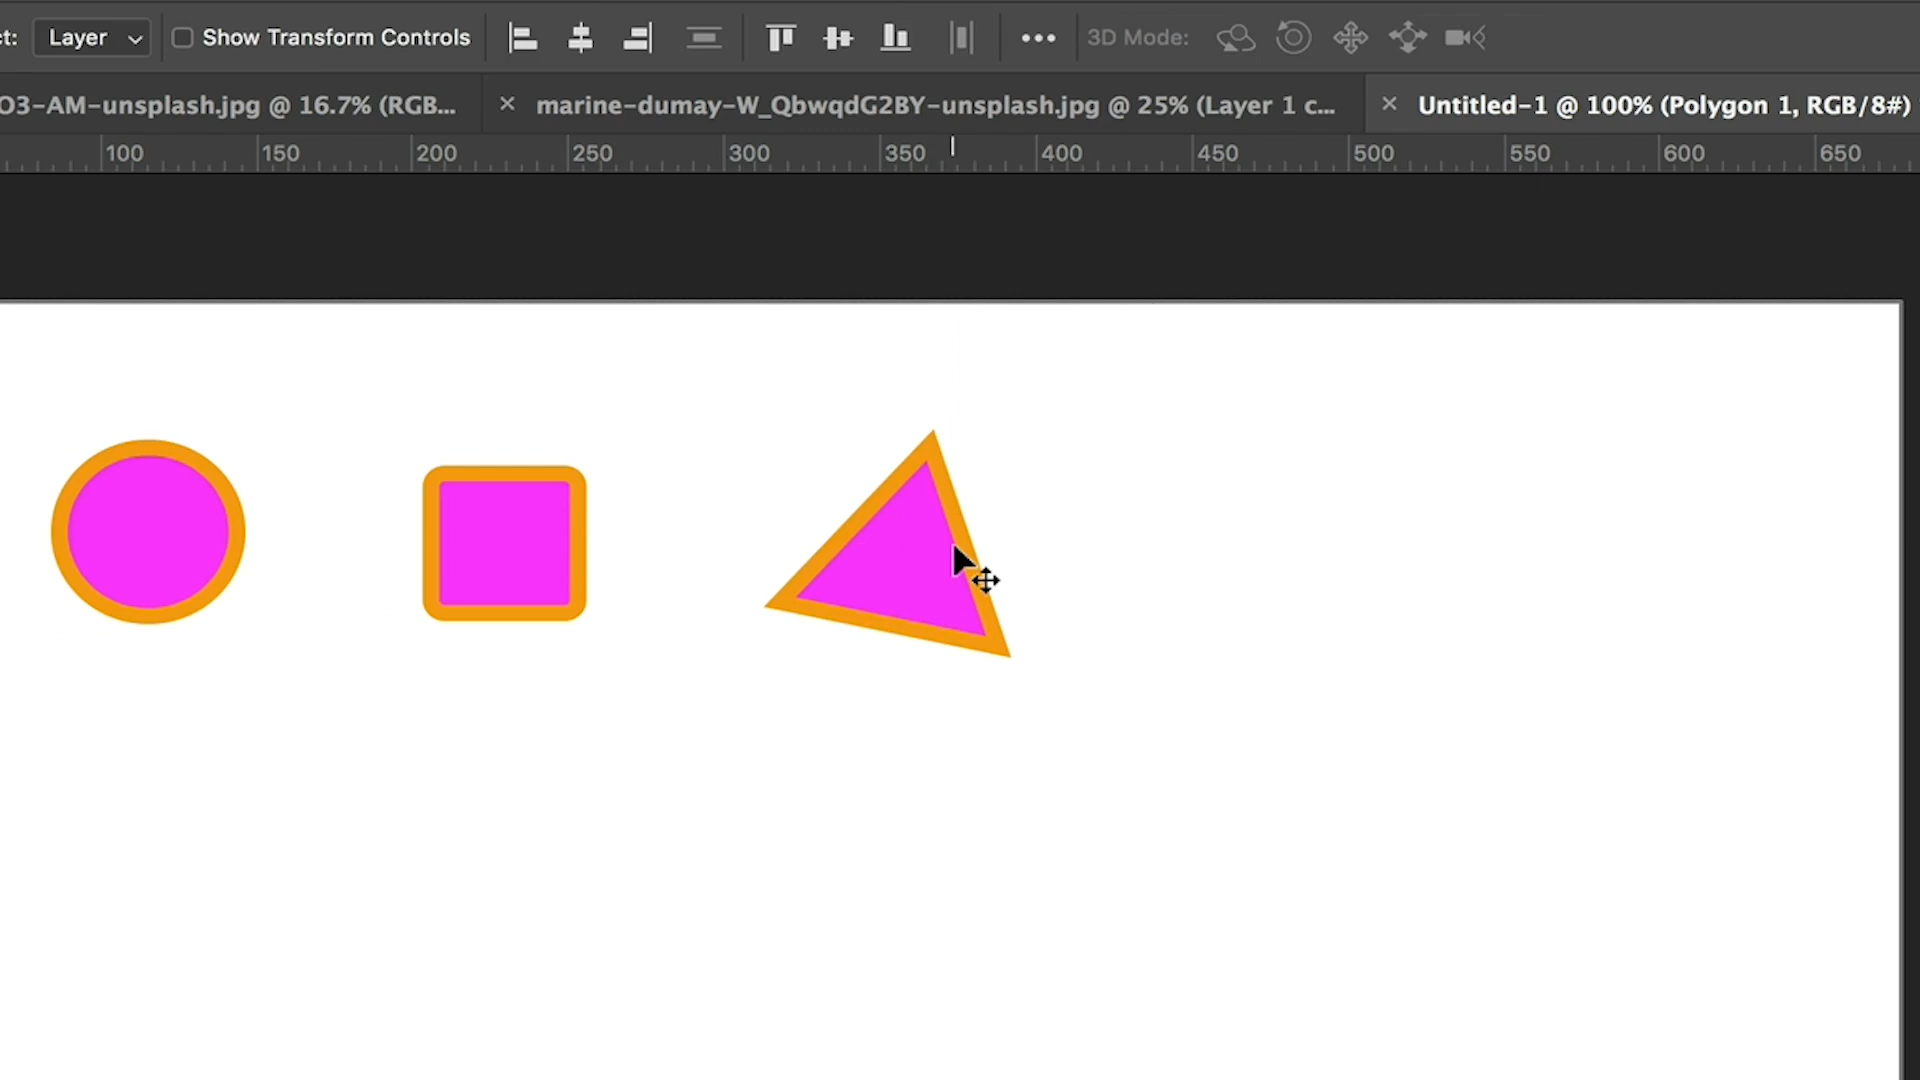 ct: Layer Show Transform Controls 3D Mode:
O3-AM-unsplash.jpg @ 16.7% (RGB... × marine-dumay-W_QbwqdG2BY-unsplash.jpg @ 25% (Layer 1 c... × Untitled-1 @ 100% (Polygon 1, RGB/8#)
100 150 200 250 300 350 400 450 500 550 600 650